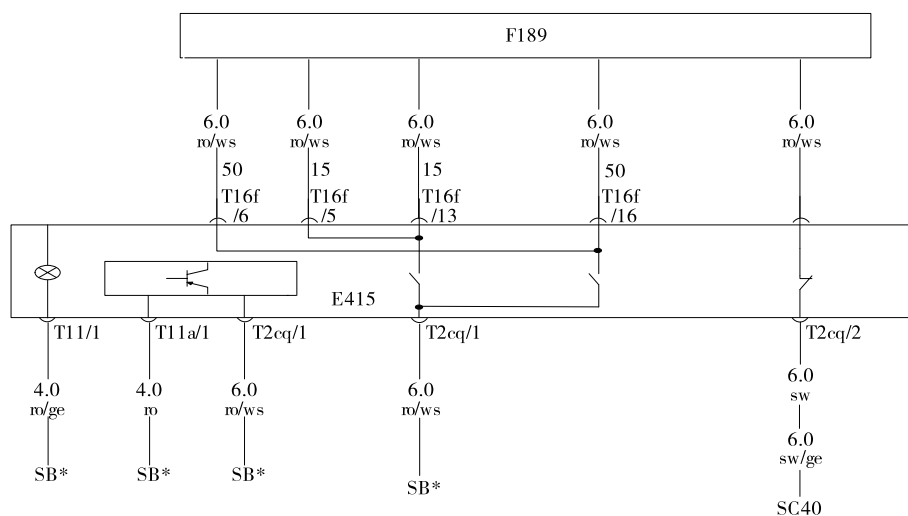 F189
6.0 6.0 6.0 6.0 6.0
ro/ws ro/ws ro/ws ro/ws ro/ws
50 15 15 50
T16f T16f T16f T16f
/6 /5 /13 /16
E415
T11/1 T11a/1 T2cq/1 T2cq/1 T2cq/2
4.0 4.0 6.0 6.0 6.0
ro/ge ro ro/ws ro/ws sw
6.0
sw/ge
SB* SB* SB* SB*
SC40